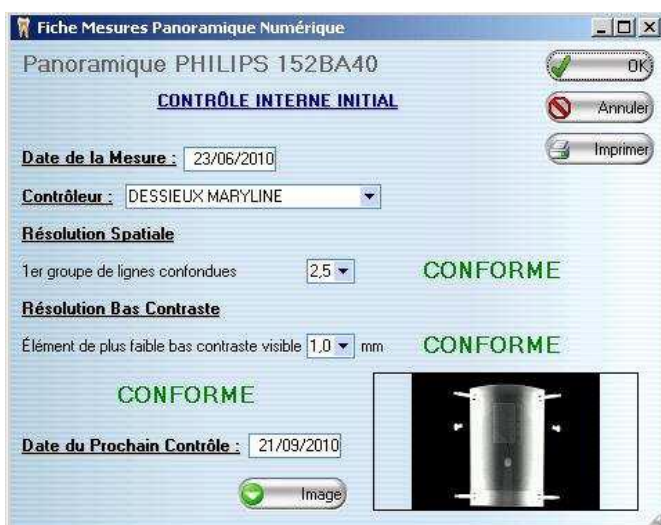 Fiche Mesures Panoramique Numérique
Panoramique PHILIPS 152BA40
OK
CONTRÔLE INTERNE INITIAL
Annuler
Imprimer
Date de la Mesure : 23/06/2010
Contrôleur : DESSIEUX MARYLINE
Résolution Spatiale
1er groupe de lignes confondues 2,5 CONFORME
Résolution Bas Contraste
Élément de plus faible bas contraste visible 1,0 mm CONFORME
CONFORME
Date du Prochain Contrôle : 21/09/2010
Image